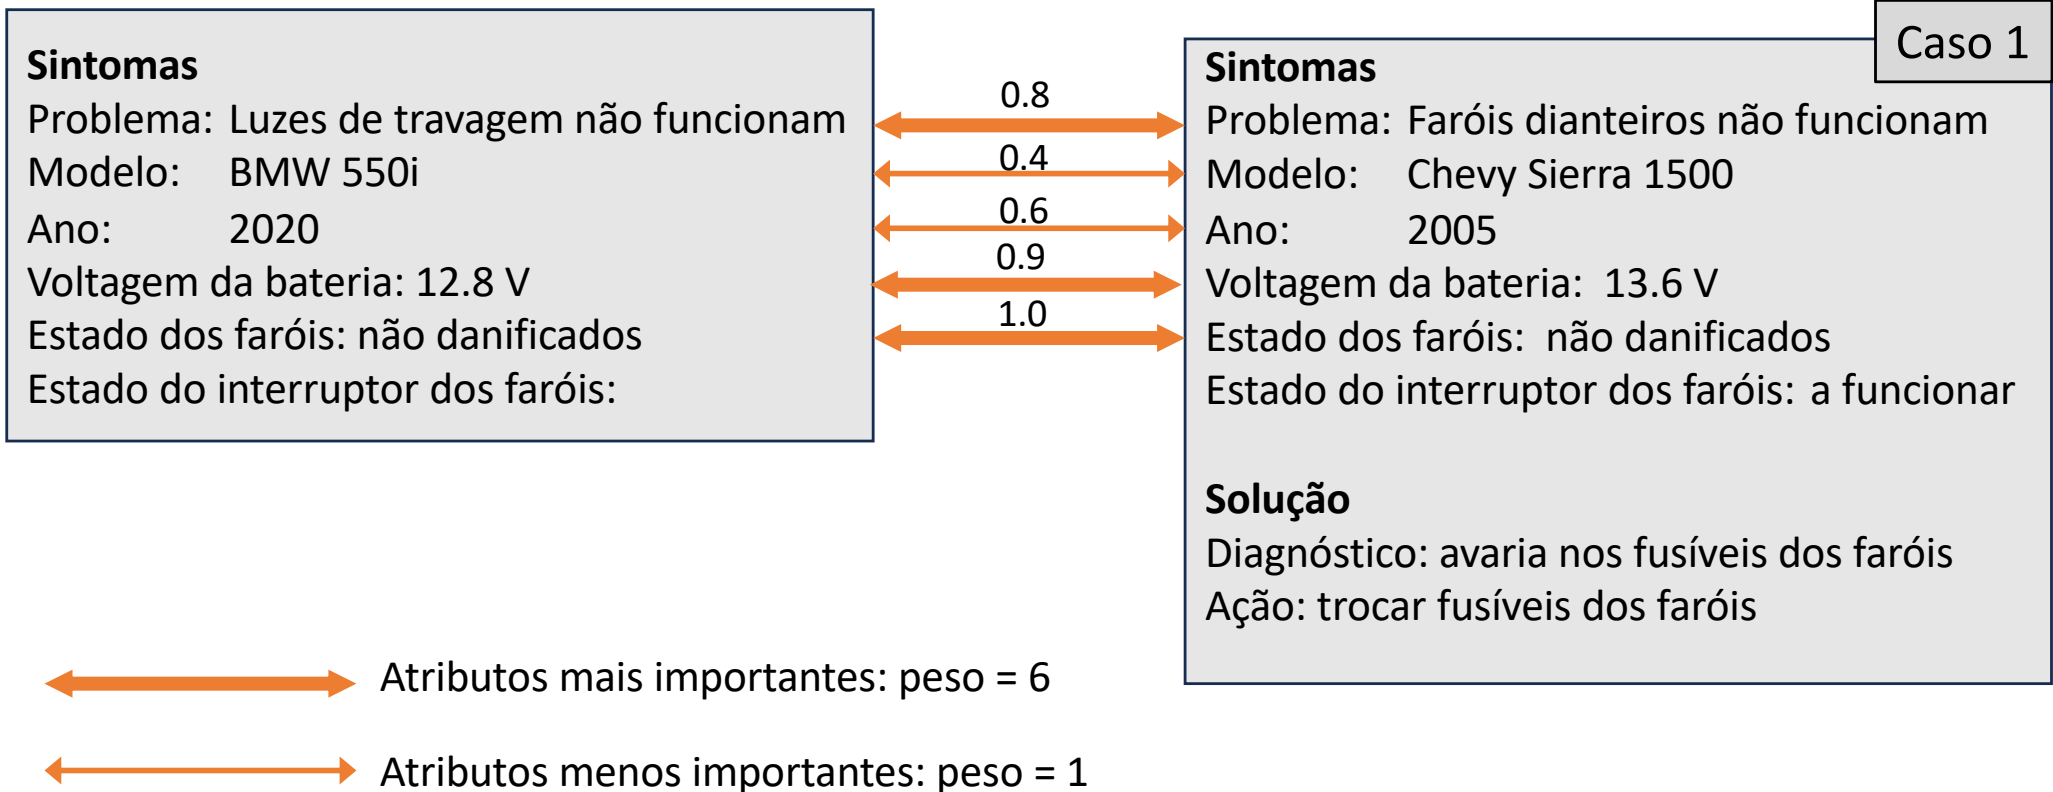 Sintomas
Problema: Luzes de travagem não funcionam
Modelo: BMW 550i
Ano: 2020
Voltagem da bateria: 12.8 V
Estado dos faróis: não danificados
Estado do interruptor dos faróis:
0.8
0.4
0.6
0.9
1.0
Caso 1
Sintomas
Problema: Faróis dianteiros não funcionam
Modelo: Chevy Sierra 1500
Ano: 2005
Voltagem da bateria: 13.6 V
Estado dos faróis: não danificados
Estado do interruptor dos faróis: a funcionar
Solução
Diagnóstico: avaria nos fusíveis dos faróis
Ação: trocar fusíveis dos faróis
Atributos mais importantes: peso = 6
Atributos menos importantes: peso = 1